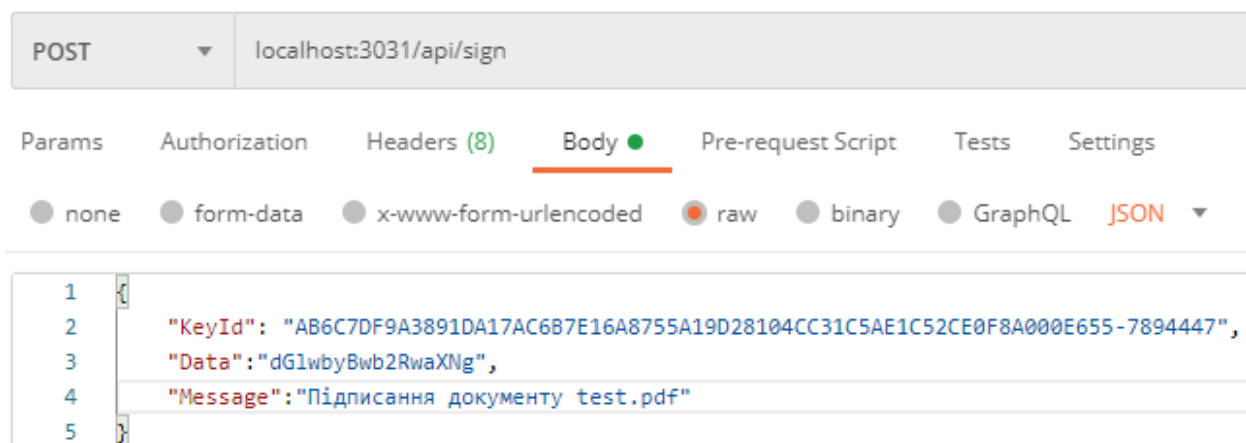 POST localhost:3031/api/sign
Params Authorization Headers (8) Body Pre-request Script Tests Settings
none form-data x-www-form-urlencoded raw binary GraphQL JSON
1 {
2 "KeyId": "AB6C7DF9A3891DA17AC6B7E16A8755A19D28104CC31C5AE1C52CE0F8A000E655-7894447",
3 "Data":"dGlwbyBwb2RwaXNg",
4 "Message":"Підписання документу test.pdf"
5 }